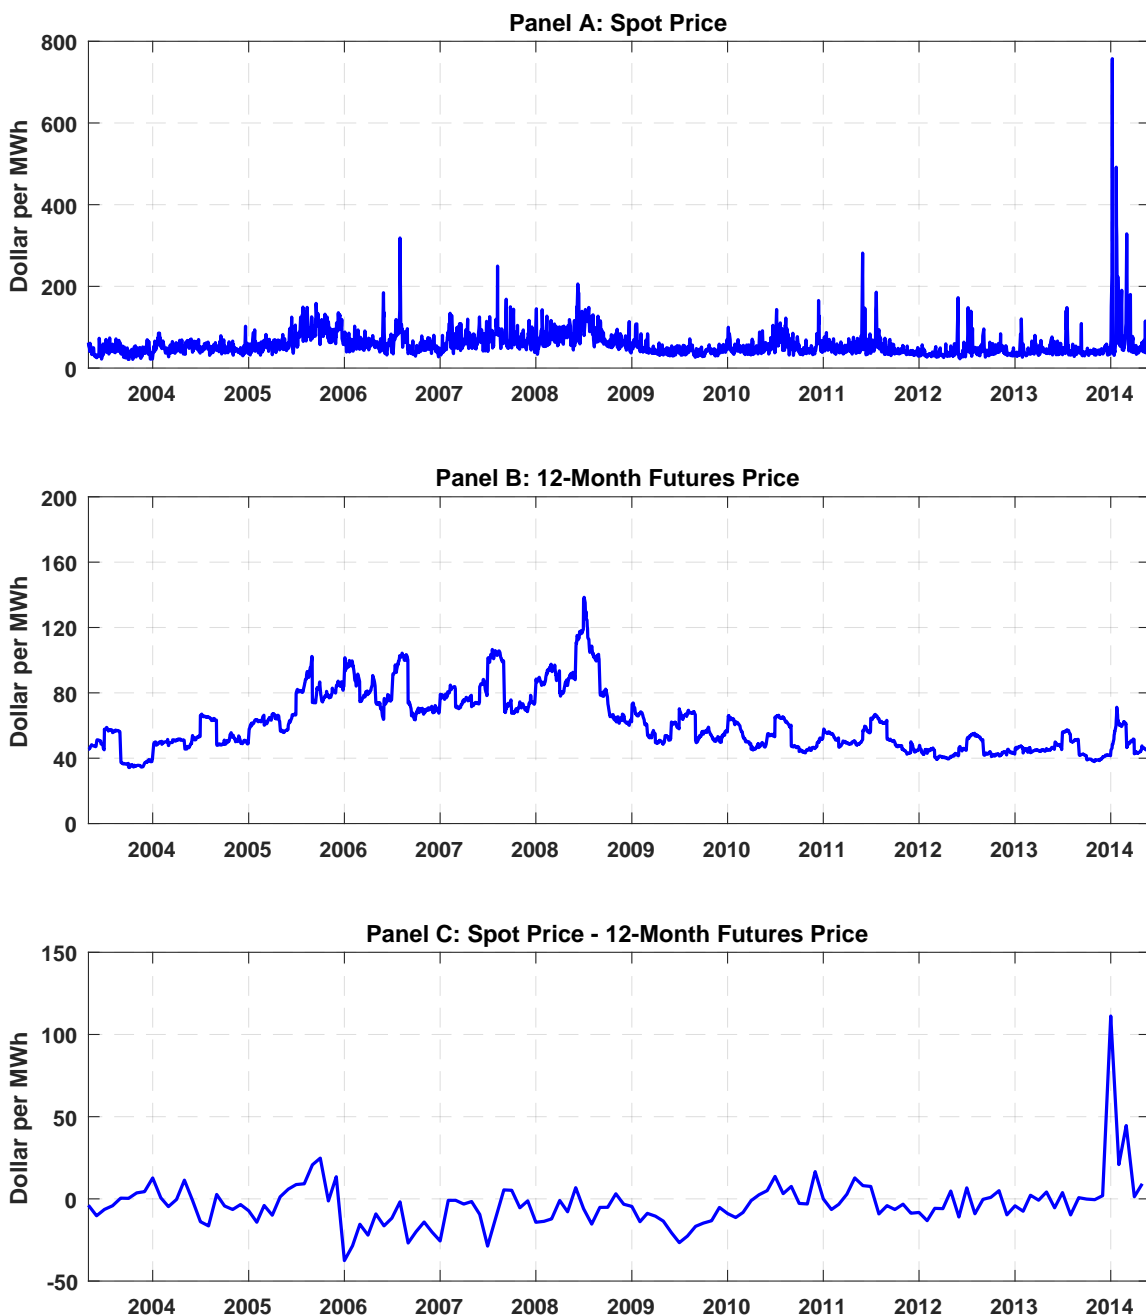 Panel A: Spot Price
Dollar per MWh
800
600
400
200
0
2004 2005 2006 2007 2008 2009 2010 2011 2012 2013 2014
Panel B: 12-Month Futures Price
Dollar per MWh
200
160
120
80
40
0
2004 2005 2006 2007 2008 2009 2010 2011 2012 2013 2014
Panel C: Spot Price - 12-Month Futures Price
Dollar per MWh
150
100
50
0
-50
2004 2005 2006 2007 2008 2009 2010 2011 2012 2013 2014